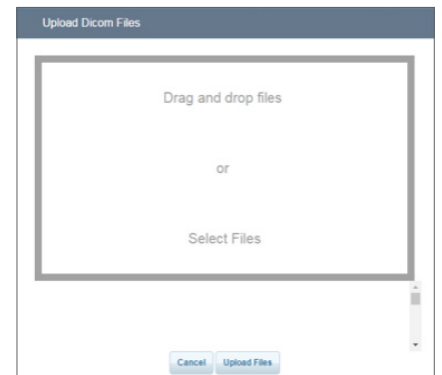 Upload Dicom Files
Drag and drop files
or
Select Files
Cancel Upload Files